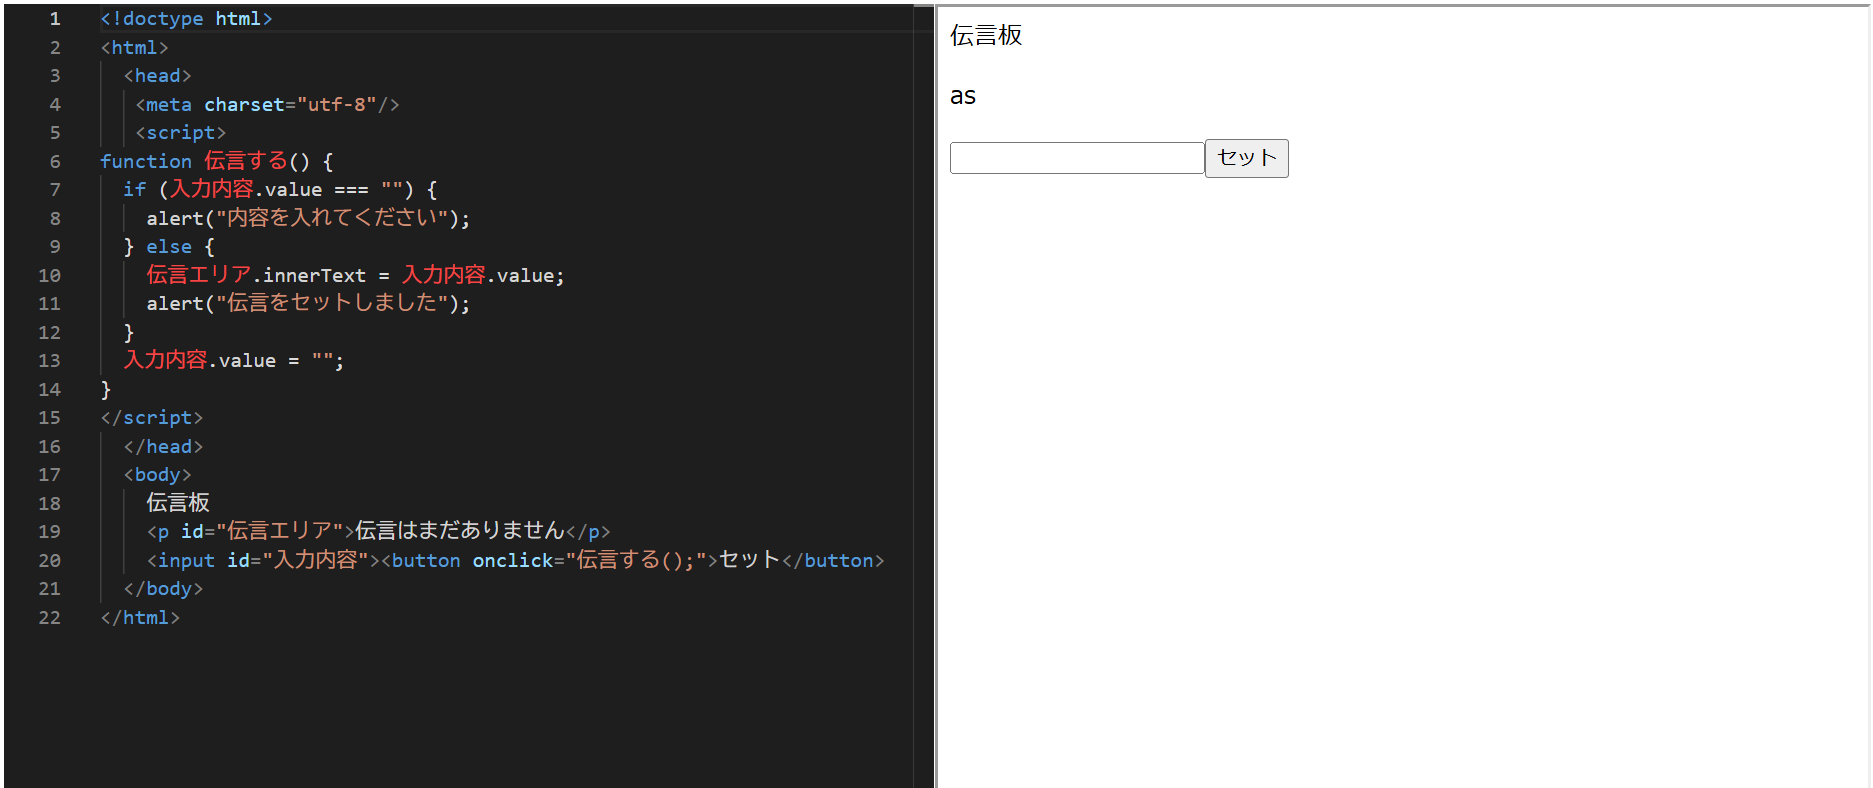 1 <!doctype html>
2 <html>
3   <head>
4    <meta charset="utf-8"/>
5    <script>
6 function 伝言する() {
7   if (入力内容.value === "") {
8     alert("内容を入れてください");
9   } else {
10     伝言エリア.innerText = 入力内容.value;
11     alert("伝言をセットしました");
12   }
13   入力内容.value = "";
14 }
15 </script>
16   </head>
17   <body>
18     伝言板
19     <p id="伝言エリア">伝言はまだありません</p>
20     <input id="入力内容"><button onclick="伝言する();">セット</button>
21   </body>
22 </html>
伝言板
as
セット